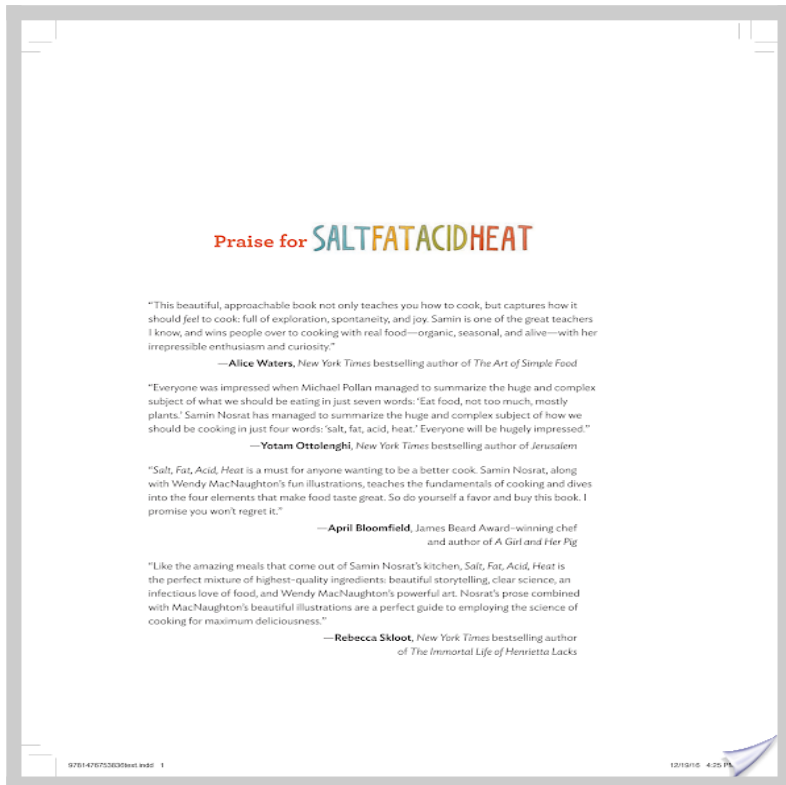 Praise for SALTFATACIDHEAT
“This beautiful, approachable book not only teaches you how to cook, but captures how it
should feel to cook: full of exploration, spontaneity, and joy. Samin is one of the great teachers
I know, and wins people over to cooking with real food—organic, seasonal, and alive—with her
irrepressible enthusiasm and curiosity.”
—Alice Waters, New York Times bestselling author of The Art of Simple Food
“Everyone was impressed when Michael Pollan managed to summarize the huge and complex
subject of what we should be eating in just seven words: ‘Eat food, not too much, mostly
plants.’ Samin Nosrat has managed to summarize the huge and complex subject of how we
should be cooking in just four words: ‘salt, fat, acid, heat.’ Everyone will be hugely impressed.”
—Yotam Ottolenghi, New York Times bestselling author of Jerusalem
“Salt, Fat, Acid, Heat is a must for anyone wanting to be a better cook. Samin Nosrat, along
with Wendy MacNaughton’s fun illustrations, teaches the fundamentals of cooking and dives
into the four elements that make food taste great. So do yourself a favor and buy this book. I
promise you won’t regret it.”
—April Bloomfield, James Beard Award–winning chef
and author of A Girl and Her Pig
“Like the amazing meals that come out of Samin Nosrat’s kitchen, Salt, Fat, Acid, Heat is
the perfect mixture of highest-quality ingredients: beautiful storytelling, clear science, an
infectious love of food, and Wendy MacNaughton’s powerful art. Nosrat’s prose combined
with MacNaughton’s beautiful illustrations are a perfect guide to employing the science of
cooking for maximum deliciousness.”
—Rebecca Skloot, New York Times bestselling author
of The Immortal Life of Henrietta Lacks
9781476753836text.indd 1
12/19/16 4:25 PM